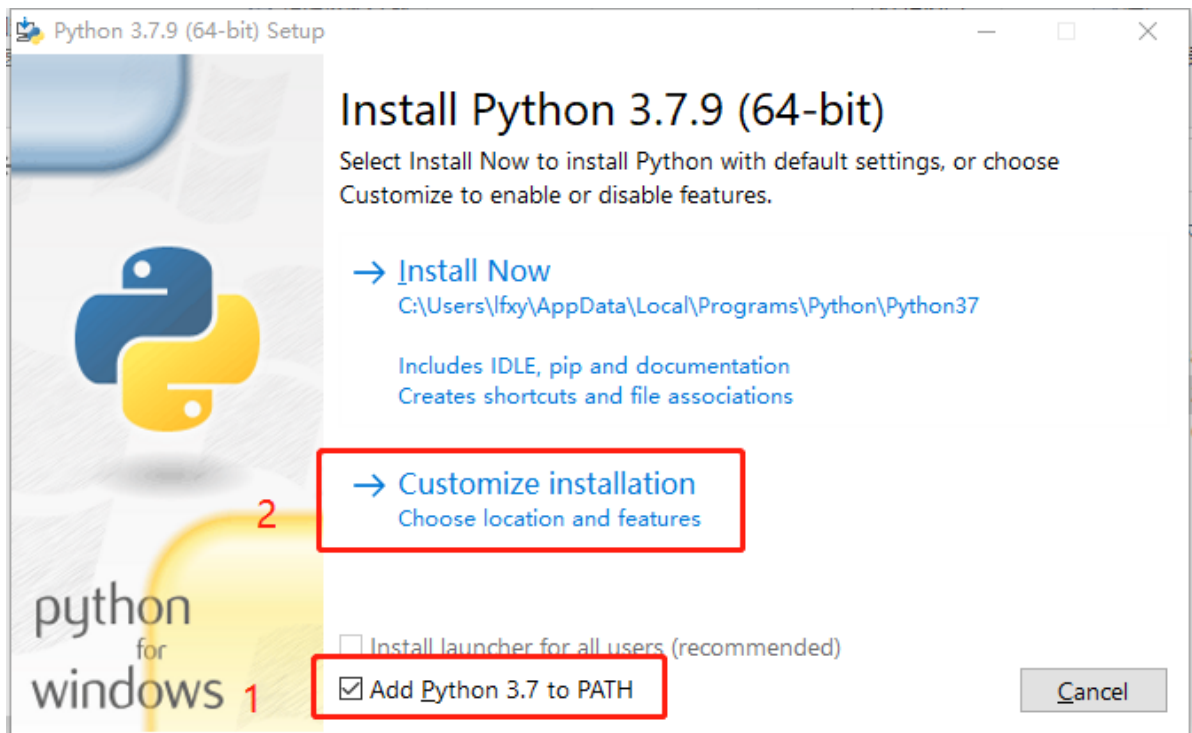 Python 3.7.9 (64-bit) Setup
Install Python 3.7.9 (64-bit)
Select Install Now to install Python with default settings, or choose
Customize to enable or disable features.
Install Now
C:\Users\lfxy\AppData\Local\Programs\Python\Python37
Includes IDLE, pip and documentation
Creates shortcuts and file associations
2
Customize installation
Choose location and features
python
for
windows
Install launcher for all users (recommended)
1
Add Python 3.7 to PATH
Cancel